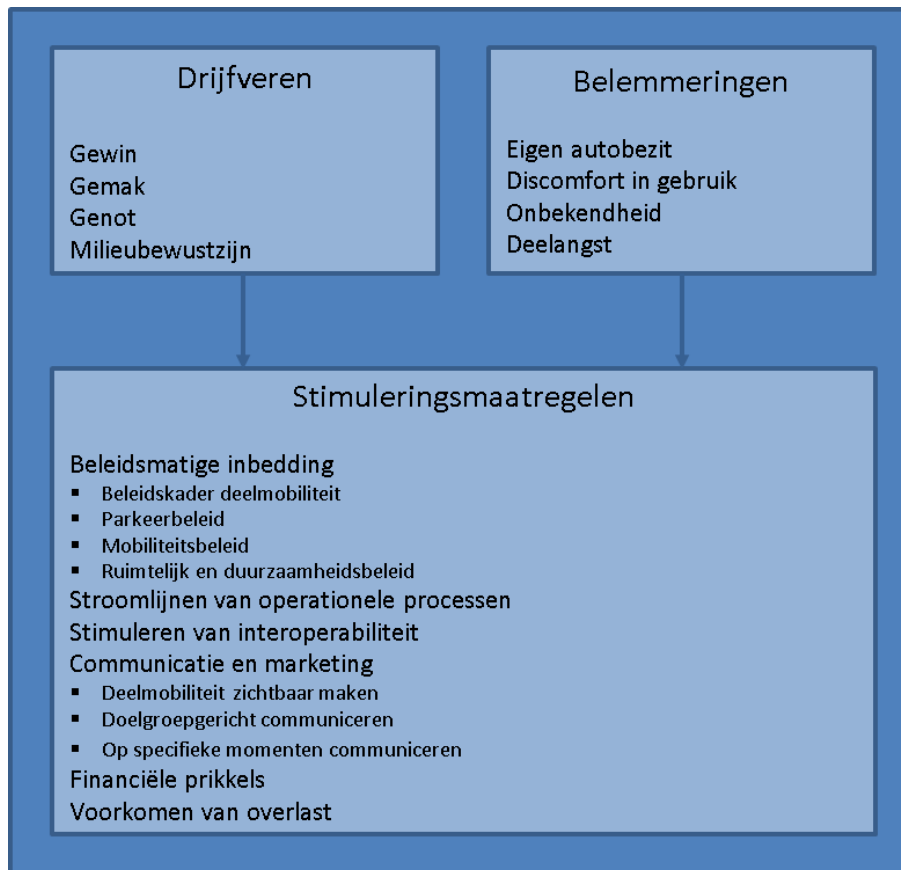 Drijfveren
Gewin
Gemak
Genot
Milieubewustzijn
Belemmeringen
Eigen autobezit
Discomfort in gebruik
Onbekendheid
Deelangst
Stimuleringsmaatregelen
Beleidsmatige inbedding
▪ Beleidskader deelmobiliteit
▪ Parkeerbeleid
▪ Mobiliteitsbeleid
▪ Ruimtelijk en duurzaamheidsbeleid
Stroomlijnen van operationele processen
Stimuleren van interoperabiliteit
Communicatie en marketing
▪ Deelmobiliteit zichtbaar maken
▪ Doelgroepgericht communiceren
▪ Op specifieke momenten communiceren
Financiële prikkels
Voorkomen van overlast